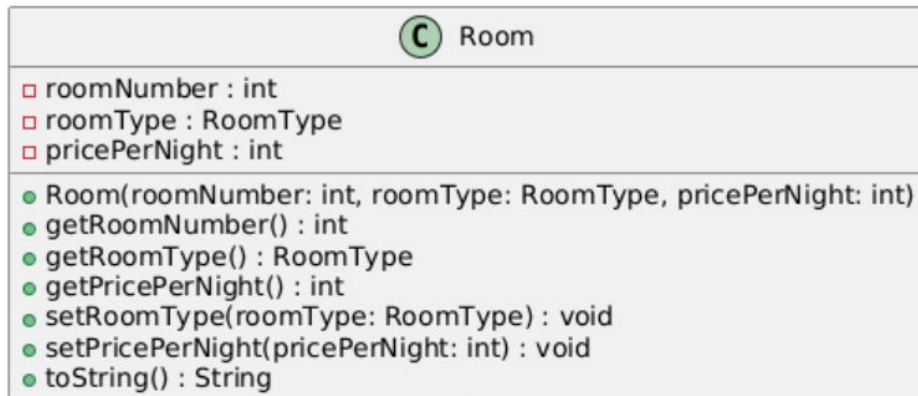 C Room
roomNumber : int
roomType : RoomType
pricePerNight : int
Room(roomNumber: int, roomType: RoomType, pricePerNight: int)
getRoomNumber() : int
getRoomType() : RoomType
getPricePerNight() : int
setRoomType(roomType: RoomType) : void
setPricePerNight(pricePerNight: int) : void
toString() : String